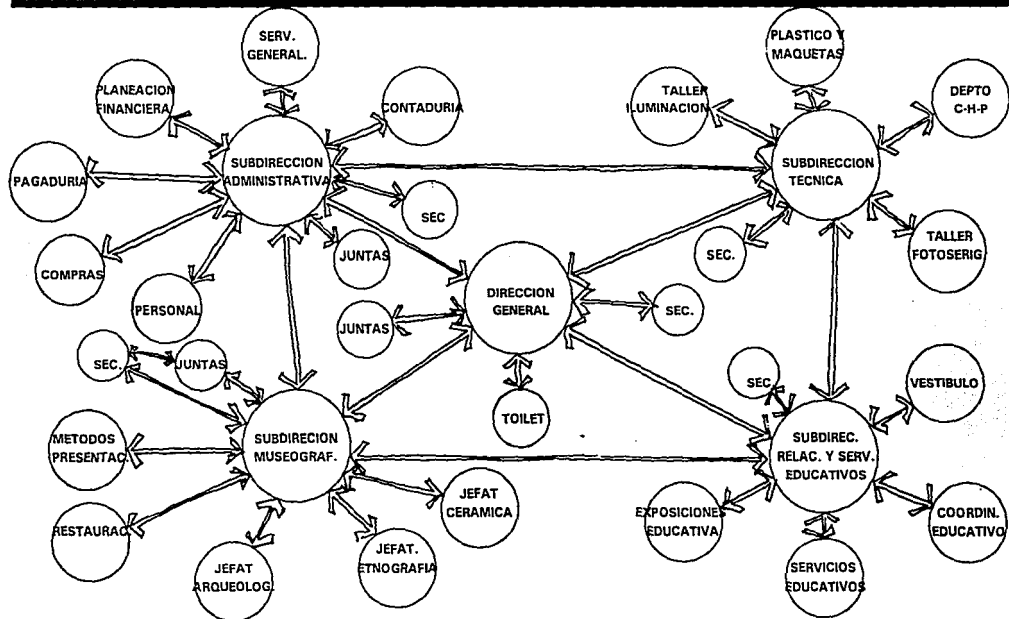 SERV.
GENERAL.
PLANEACION
FINANCIERA
CONTADURIA
PAGADURIA
SUBDIRECCION
ADMINISTRATIVA
SEC
COMPRAS
JUNTAS
PERSONAL
PLASTICO Y
MAQUETAS
TALLER
ILUMINACION
DEPTO
C-H-P
SUBDIRECCION
TECNICA
SEC.
TALLER
FOTOSERIG
DIRECCION
GENERAL
JUNTAS
SEC.
TOILET
SEC.
JUNTAS
METODOS
PRESENTAC.
SUBDIRECION
MUSEOGRAF.
RESTAURAC
JEFAT
ARQUEOLOG.
JEFAT.
ETNOGRAFIA
JEFAT
CERAMICA
SEC
VESTIBULO
SUBDIREC.
RELAC. Y SERV.
EDUCATIVOS
EXPOSICIONES
EDUCATIVA
COORDIN.
EDUCATIVO
SERVICIOS
EDUCATIVOS